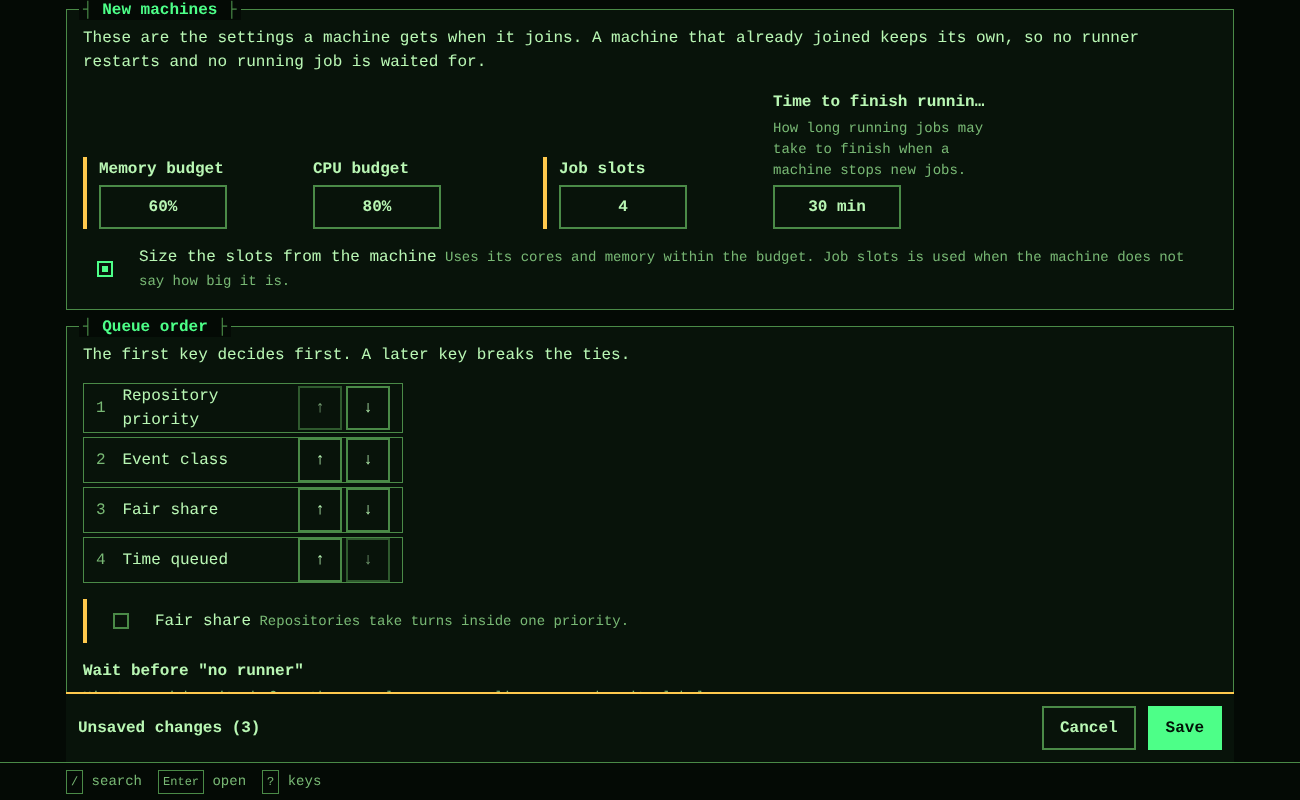 New machines
These are the settings a machine gets when it joins. A machine that already joined keeps its own, so no runner
restarts and no running job is waited for.
Time to finish runnin…
How long running jobs may
take to finish when a
machine stops new jobs.
Memory budget
CPU budget
Job slots
60%
80%
4
30 min
Size the slots from the machine Uses its cores and memory within the budget. Job slots is used when the machine does not
say how big it is.
Queue order
The first key decides first. A later key breaks the ties.
1 Repository
priority ↑ ↓
2 Event class ↑ ↓
3 Fair share ↑ ↓
4 Time queued ↑ ↓
Fair share Repositories take turns inside one priority.
Wait before "no runner"
Unsaved changes (3)
Cancel
Save
/ search Enter open ? keys